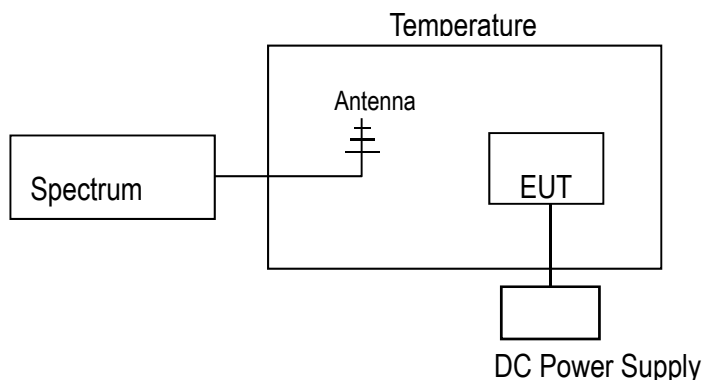 Temperature
Antenna
Spectrum
EUT
DC Power Supply